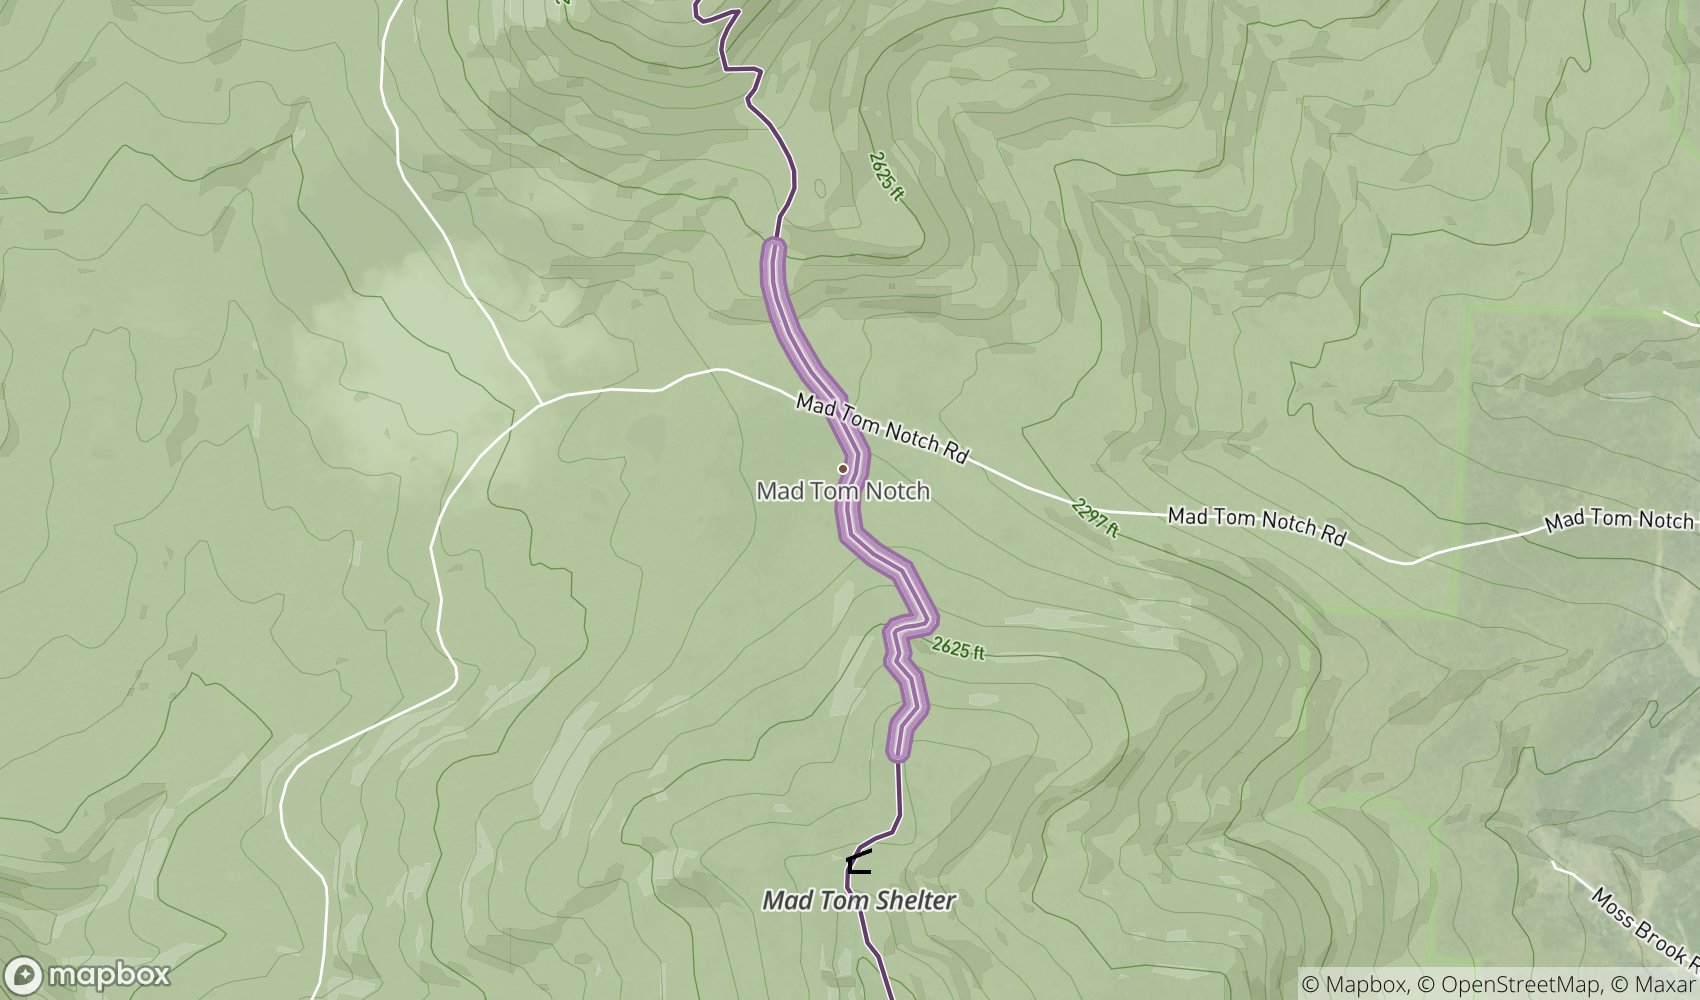 2625 ft
Mad Tom Notch Rd
Mad Tom Notch
2297 ft
Mad Tom Notch Rd
Mad Tom Notch
2625 ft
Mad Tom Shelter
Moss Brook R
mapbox
© Mapbox, © OpenStreetMap, © Maxar